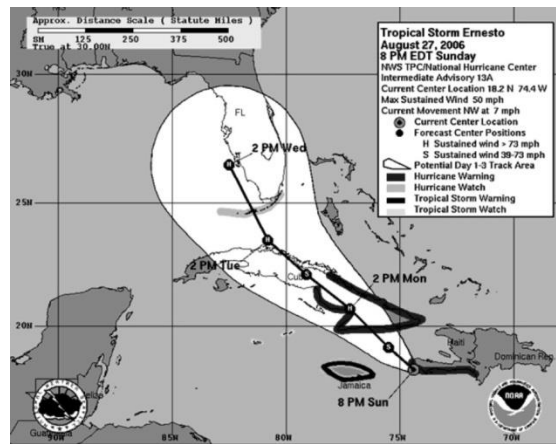 Approx. Distance Scale ( Statute Miles )
SM 125 250 375 500
True at 30.00N
Tropical Storm Ernesto
August 27, 2006
8 PM EDT Sunday
NWS TPC/National Hurricane Center
Intermediate Advisory 13A
Current Center Location 18.2 N 74.4 W
Max Sustained Wind 50 mph
Current Movement NW at 7 mph
Current Center Location
Forecast Center Positions
H Sustained wind > 73 mph
S Sustained wind 39-73 mph
Potential Day 1-3 Track Area
Hurricane Warning
Hurricane Watch
Tropical Storm Warning
Tropical Storm Watch
30N
FL
2 PM Wed
H
25N
H
2 PM Tue
Cuba
2 PM Mon
H
20N
S
Haiti
Dominican Rep.
Jamaica
8 PM Sun
Belize
Guatemala
NOAA
90W 85W 80W 75W 70W